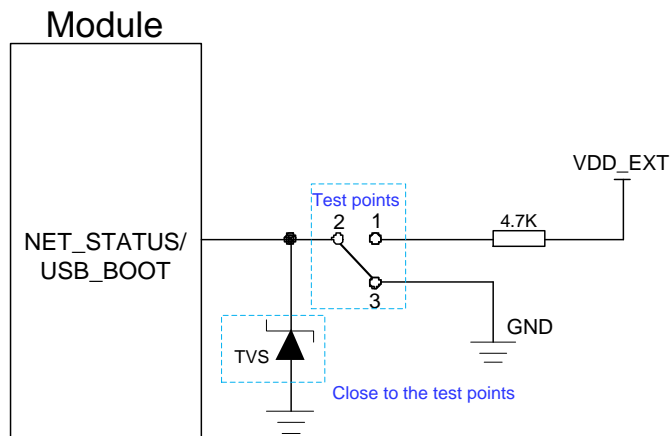 Module
VDD_EXT
Test points
2
1
4.7K
NET_STATUS/
USB_BOOT
3
GND
TVS
Close to the test points